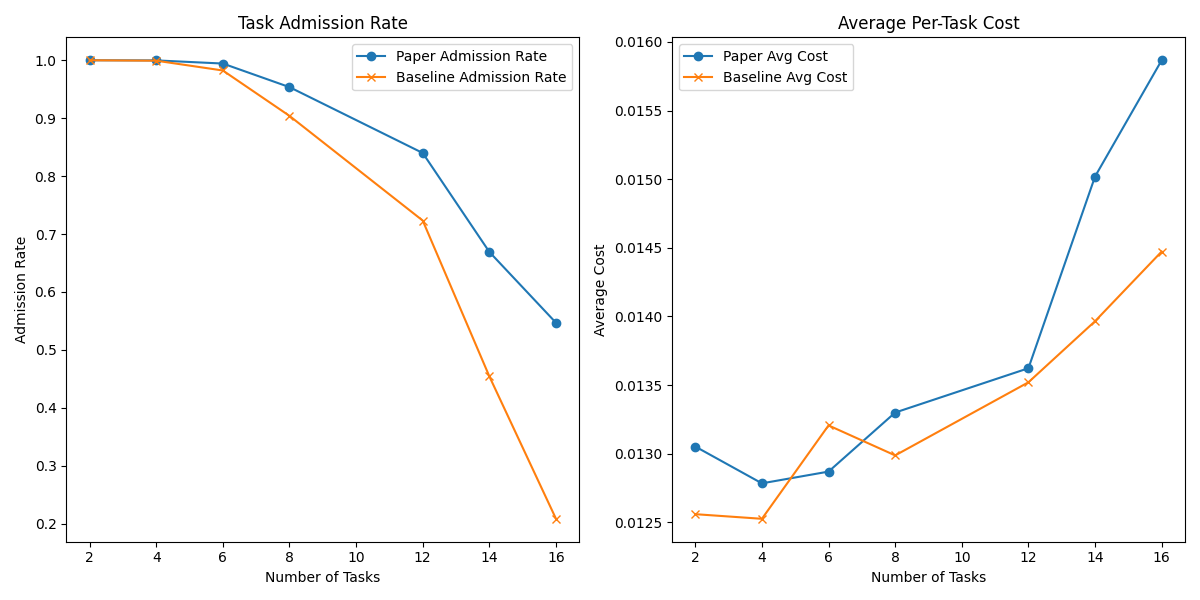 Task Admission Rate
Paper Admission Rate
Baseline Admission Rate
Admission Rate
1.0
0.9
0.8
0.7
0.6
0.5
0.4
0.3
0.2
2 4 6 8 10 12 14 16
Number of Tasks
Average Per-Task Cost
Paper Avg Cost
Baseline Avg Cost
Average Cost
0.0160
0.0155
0.0150
0.0145
0.0140
0.0135
0.0130
0.0125
2 4 6 8 10 12 14 16
Number of Tasks